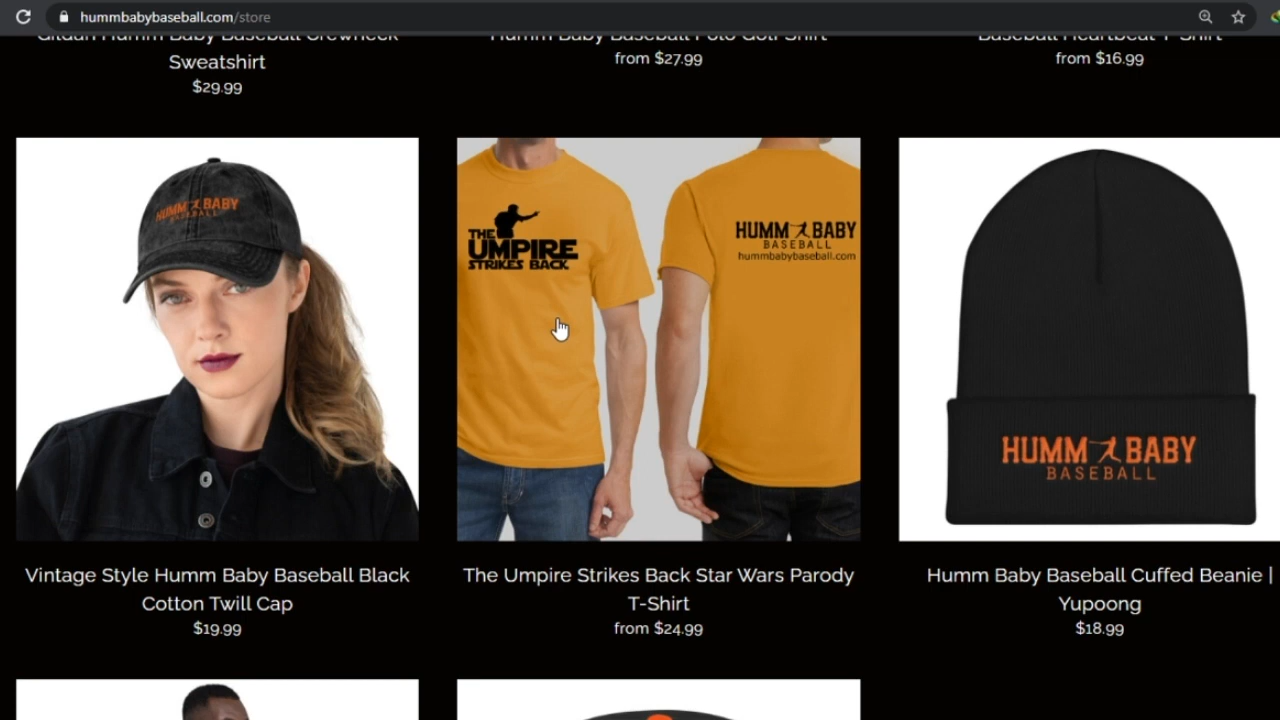 hummbabybaseball.com/store
Gildan Humm Baby Baseball Crewneck
Sweatshirt
$29.99
Humm Baby Baseball Polo Golf Shirt
from $27.99
Baseball Heartbeat T-Shirt
from $16.99
HUMM BABY
BASEBALL
THE
UMPIRE
STRIKES BACK
HUMM BABY
BASEBALL
hummbabybaseball.com
HUMM BABY
BASEBALL
Vintage Style Humm Baby Baseball Black
Cotton Twill Cap
$19.99
The Umpire Strikes Back Star Wars Parody
T-Shirt
from $24.99
Humm Baby Baseball Cuffed Beanie |
Yupoong
$18.99